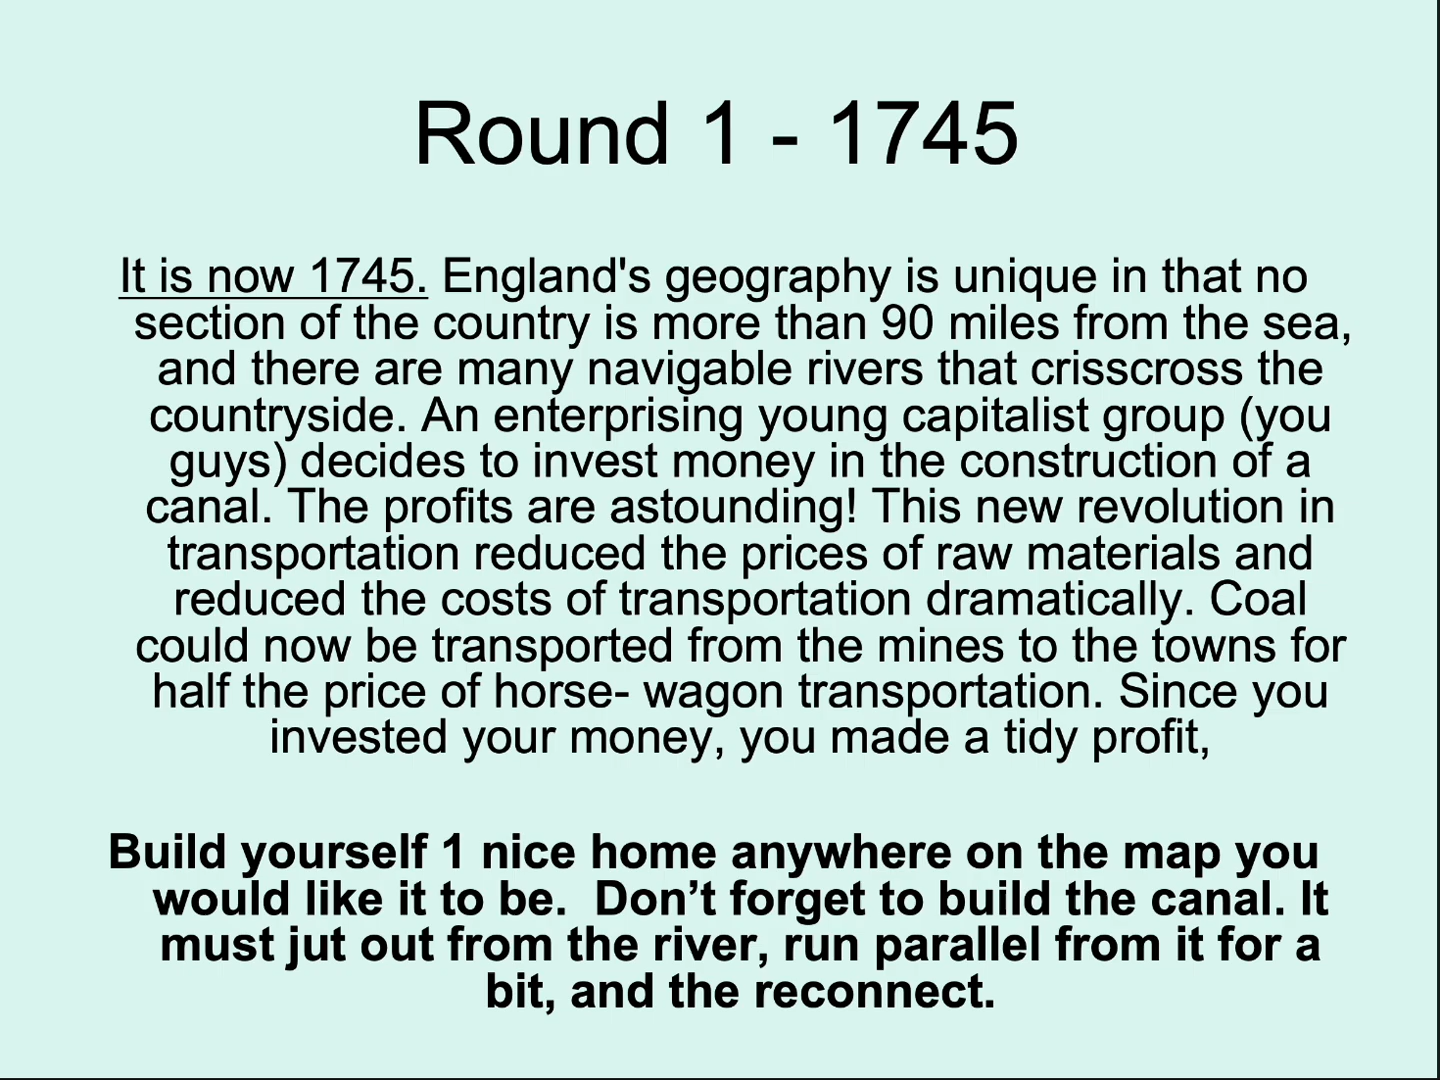 Round 1 - 1745
It is now 1745. England's geography is unique in that no
section of the country is more than 90 miles from the sea,
and there are many navigable rivers that crisscross the
countryside. An enterprising young capitalist group (you
guys) decides to invest money in the construction of a
canal. The profits are astounding! This new revolution in
transportation reduced the prices of raw materials and
reduced the costs of transportation dramatically. Coal
could now be transported from the mines to the towns for
half the price of horse- wagon transportation. Since you
invested your money, you made a tidy profit,
Build yourself 1 nice home anywhere on the map you
would like it to be.  Don’t forget to build the canal. It
must jut out from the river, run parallel from it for a
bit, and the reconnect.